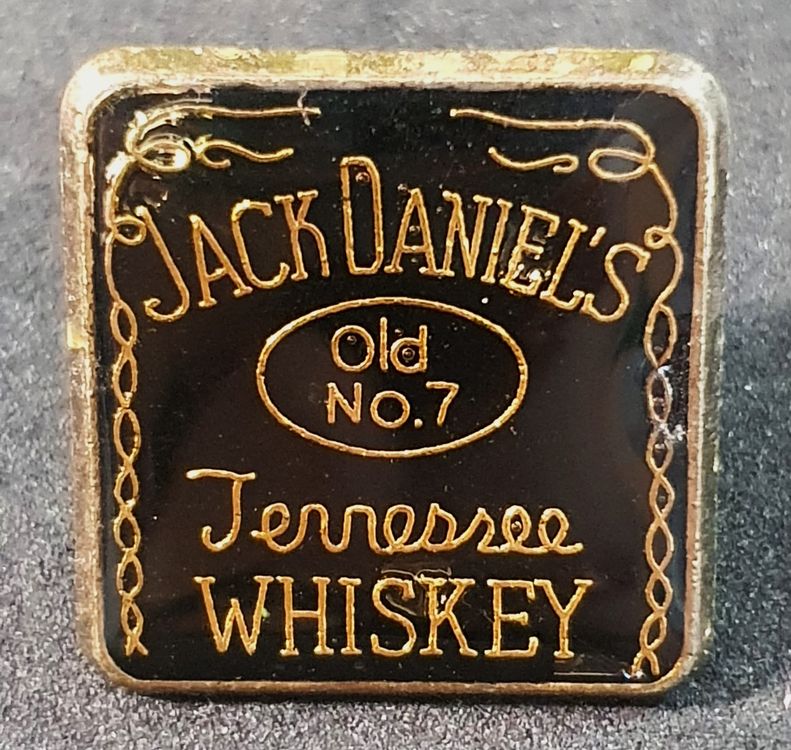 JACK DANIEL'S
Old
No.7
Tennessee
WHISKEY